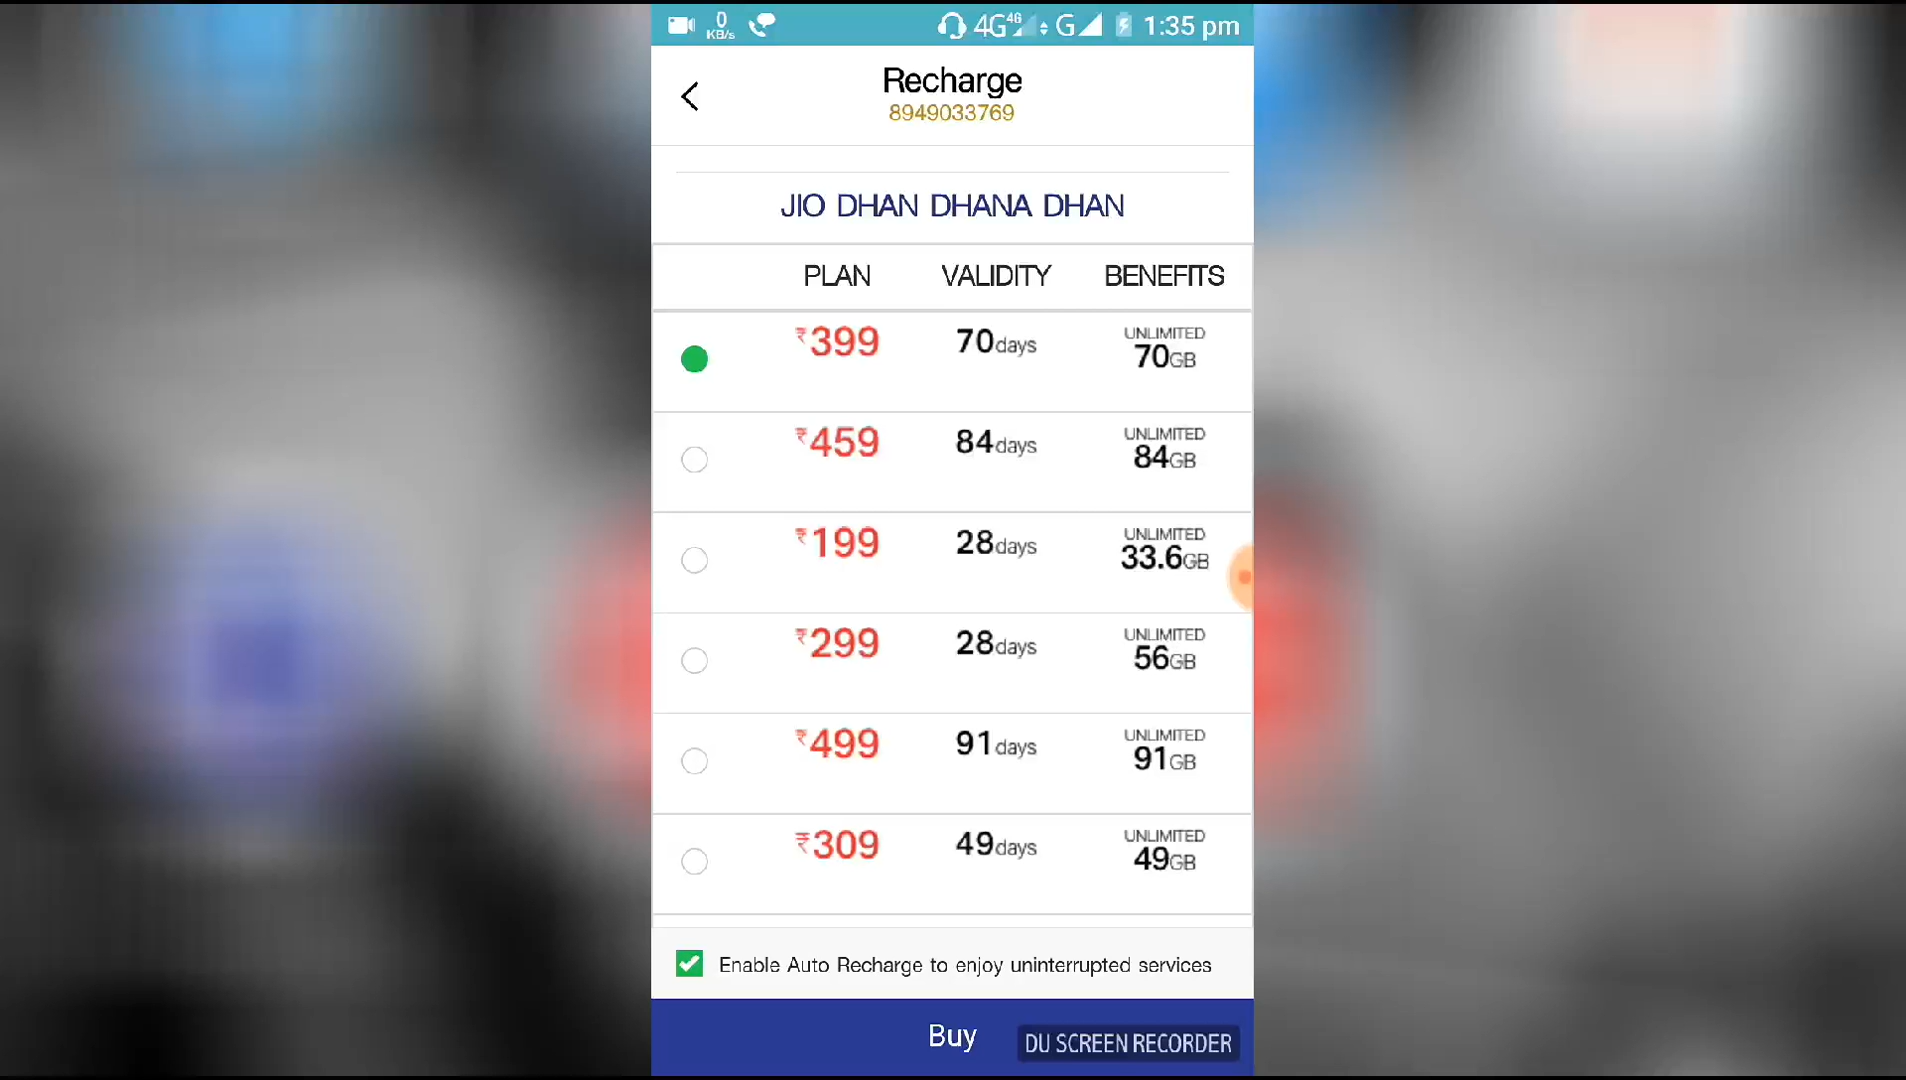 0 KB/s 4G 4G G 1:35 pm
Recharge
8949033769
JIO DHAN DHANA DHAN
PLAN VALIDITY BENEFITS
₹399 70days UNLIMITED 70GB
₹459 84days UNLIMITED 84GB
₹199 28days UNLIMITED 33.6GB
₹299 28days UNLIMITED 56GB
₹499 91days UNLIMITED 91GB
₹309 49days UNLIMITED 49GB
Enable Auto Recharge to enjoy uninterrupted services
Buy
DU SCREEN RECORDER